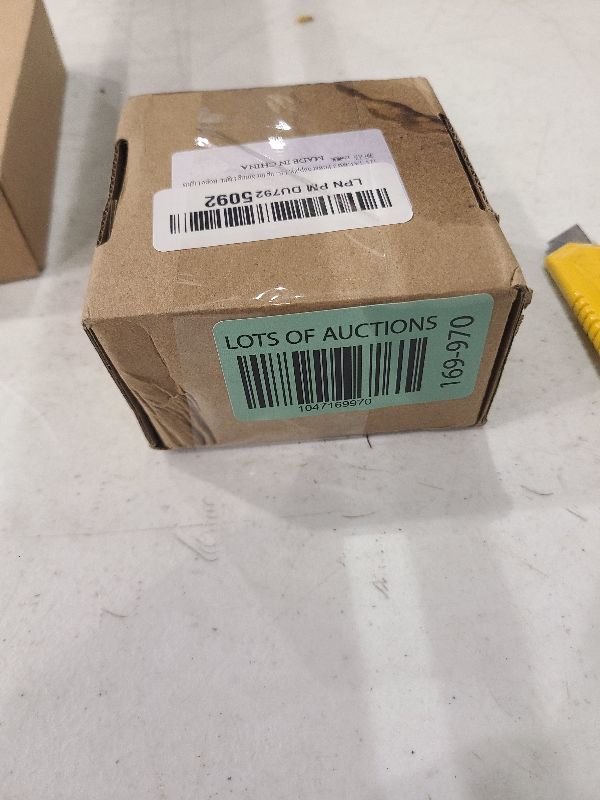 MADE IN CHINA
LPN PM DU7925092
LOTS OF AUCTIONS
1047169970
169-970